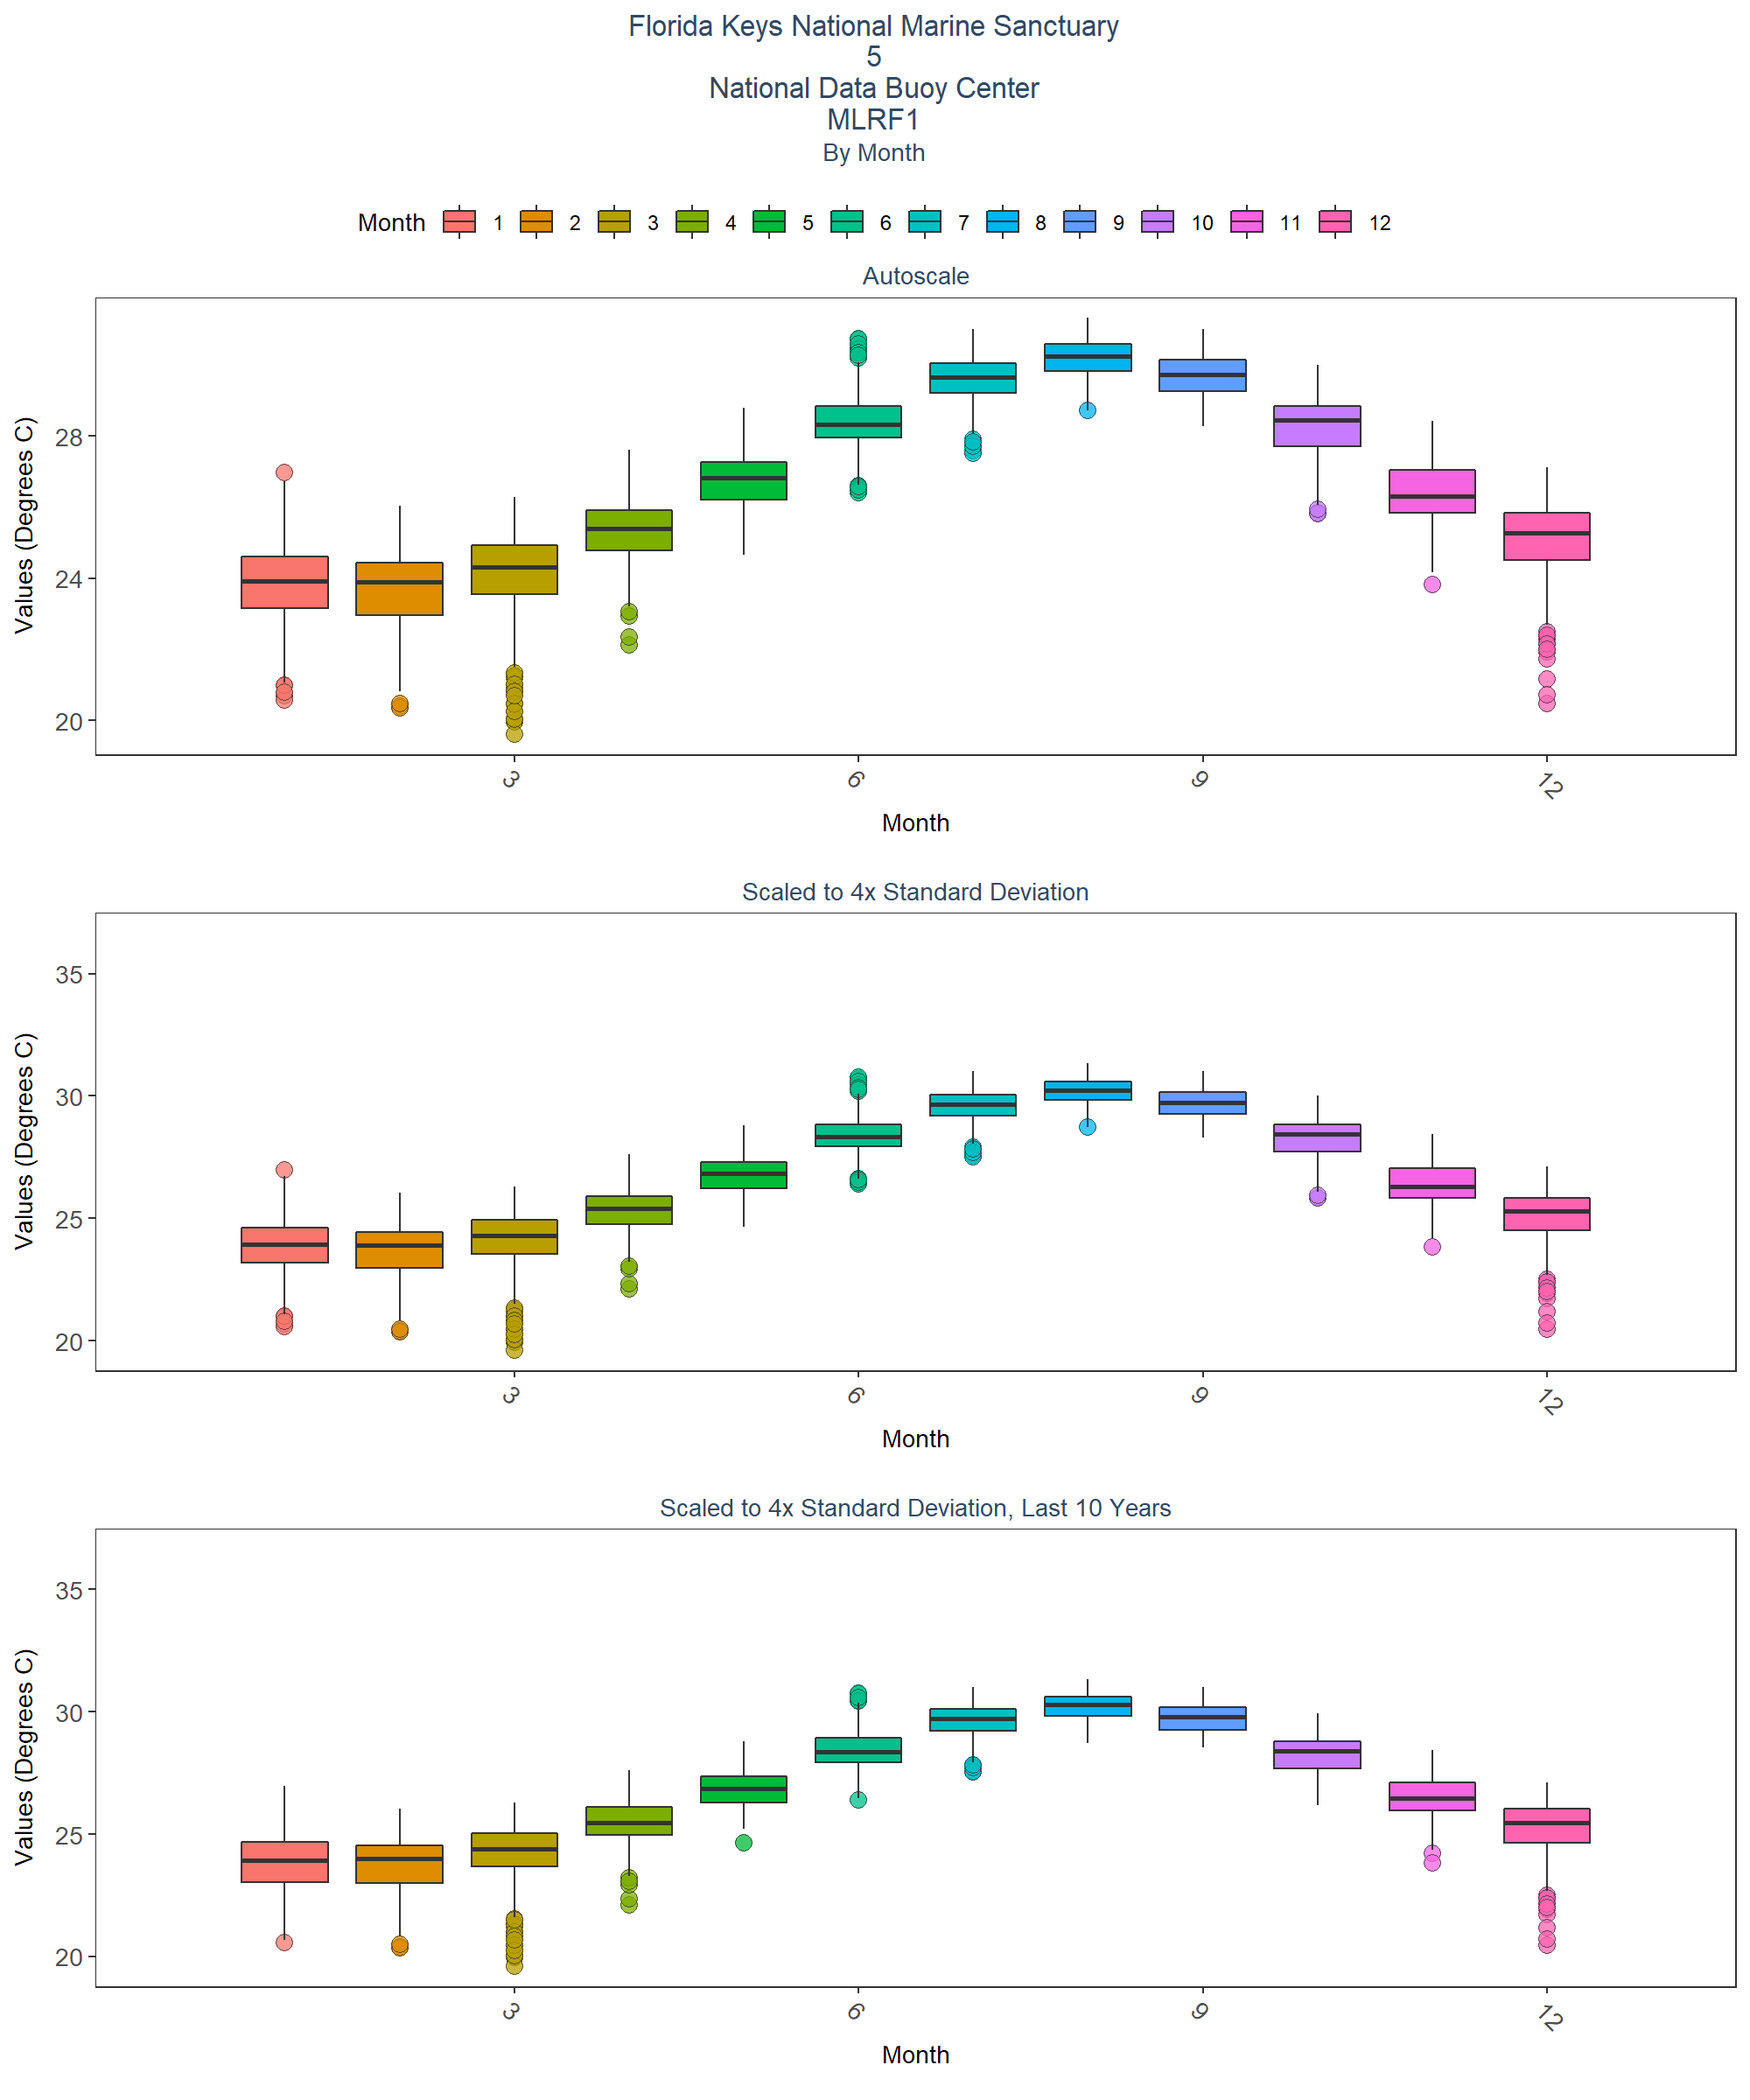 Florida Keys National Marine Sanctuary
5
National Data Buoy Center
MLRF1
By Month
Month 1 2 3 4 5 6 7 8 9 10 11 12
Autoscale
Values (Degrees C)
28
24
20
3 6 9 12
Month
Scaled to 4x Standard Deviation
Values (Degrees C)
35
30
25
20
3 6 9 12
Month
Scaled to 4x Standard Deviation, Last 10 Years
Values (Degrees C)
35
30
25
20
3 6 9 12
Month